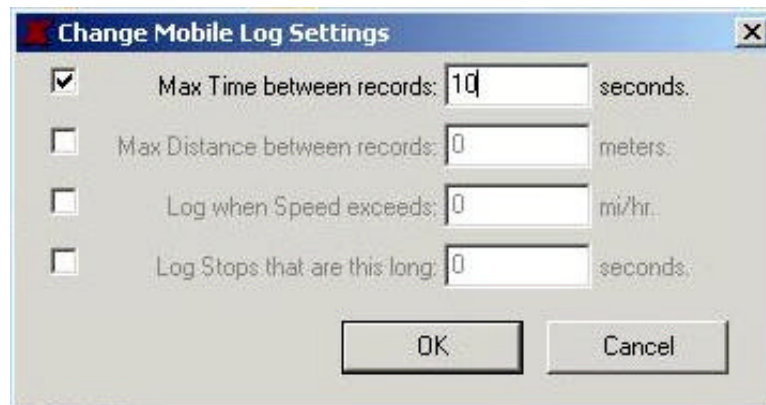 Change Mobile Log Settings
Max Time between records: 10 seconds.
Max Distance between records: 0 meters.
Log when Speed exceeds: 0 mi/hr.
Log Stops that are this long: 0 seconds.
OK Cancel